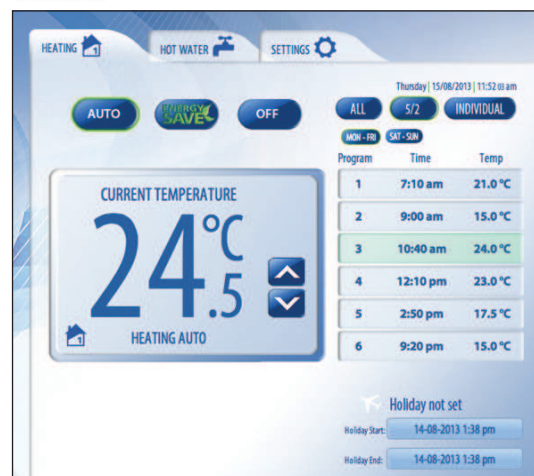 HEATING 1 HOT WATER SETTINGS
Thursday | 15/08/2013 | 11:52:03 am
AUTO ENERGY SAVE OFF
ALL 5/2 INDIVIDUAL
MON - FRI SAT - SUN
Program Time Temp
1 7:10 am 21.0 °C
2 9:00 am 15.0 °C
3 10:40 am 24.0 °C
4 12:10 pm 23.0 °C
5 2:50 pm 17.5 °C
6 9:20 pm 15.0 °C
CURRENT TEMPERATURE
24.5 °C
1 HEATING AUTO
Holiday not set
Holiday Start: 14-08-2013 1:38 pm
Holiday End: 14-08-2013 1:38 pm